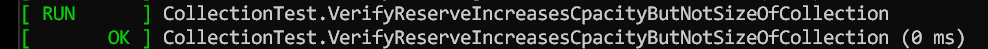 [ RUN      ] CollectionTest.VerifyReserveIncreasesCpacityButNotSizeOfCollection
[       OK ] CollectionTest.VerifyReserveIncreasesCpacityButNotSizeOfCollection (0 ms)